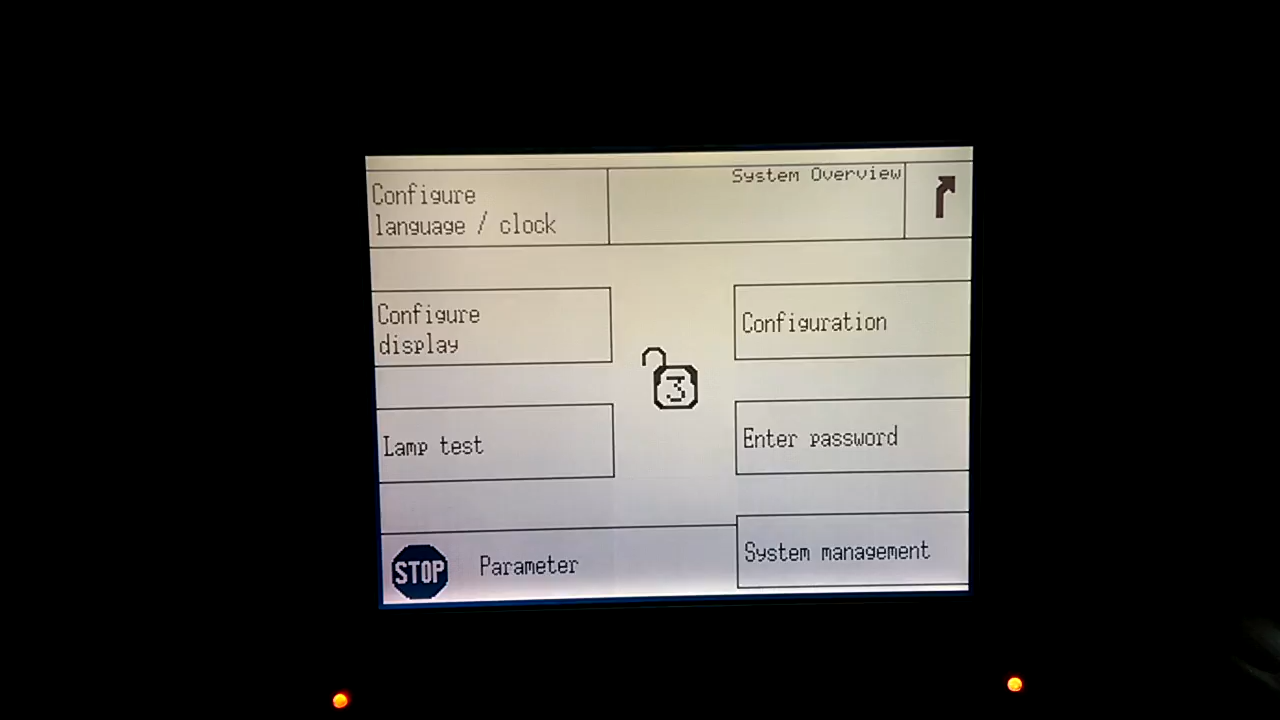 System Overview
Configure
language / clock
Configure
display
Configuration
3
Lamp test
Enter password
STOP
Parameter
System management